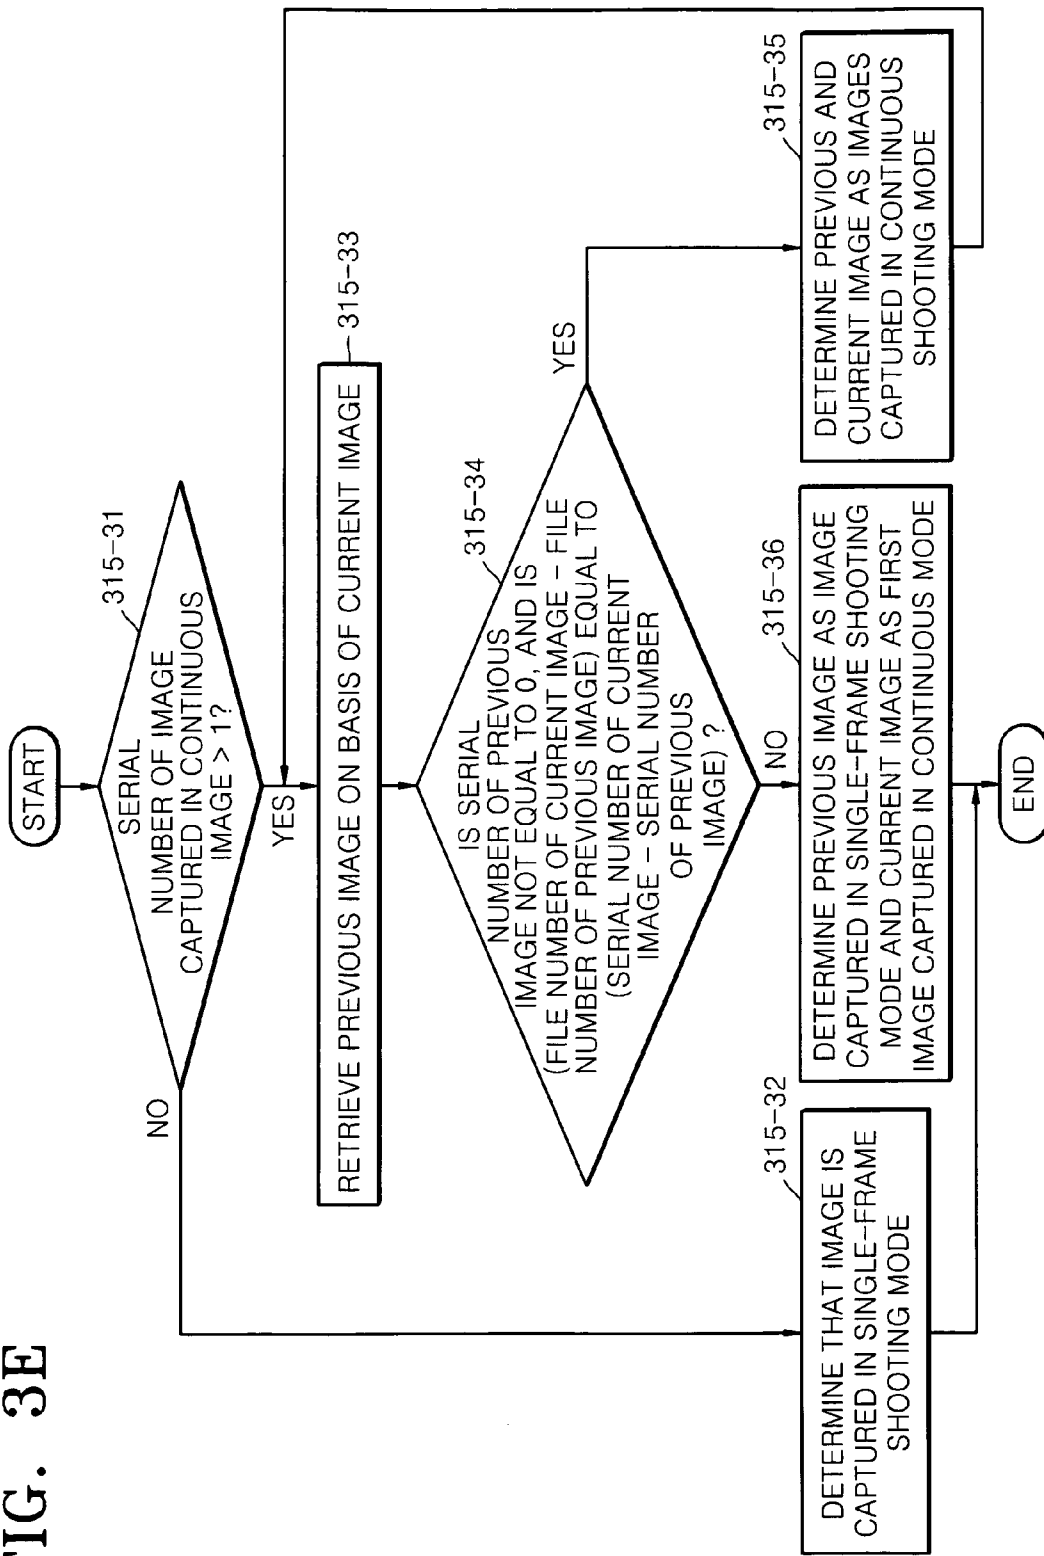 FIG. 3E
START
315-31
SERIAL
NUMBER OF IMAGE
CAPTURED IN CONTINUOUS
IMAGE > 1?
NO
YES
315-33
RETRIEVE PREVIOUS IMAGE ON BASIS OF CURRENT IMAGE
315-34
IS SERIAL
NUMBER OF PREVIOUS
IMAGE NOT EQUAL TO 0, AND IS
(FILE NUMBER OF CURRENT IMAGE - FILE
NUMBER OF PREVIOUS IMAGE) EQUAL TO
(SERIAL NUMBER OF CURRENT
IMAGE - SERIAL NUMBER
OF PREVIOUS
IMAGE) ?
YES
NO
315-32
DETERMINE THAT IMAGE IS
CAPTURED IN SINGLE-FRAME
SHOOTING MODE
315-36
DETERMINE PREVIOUS IMAGE AS IMAGE
CAPTURED IN SINGLE-FRAME SHOOTING
MODE AND CURRENT IMAGE AS FIRST
IMAGE CAPTURED IN CONTINUOUS MODE
315-35
DETERMINE PREVIOUS AND
CURRENT IMAGE AS IMAGES
CAPTURED IN CONTINUOUS
SHOOTING MODE
END